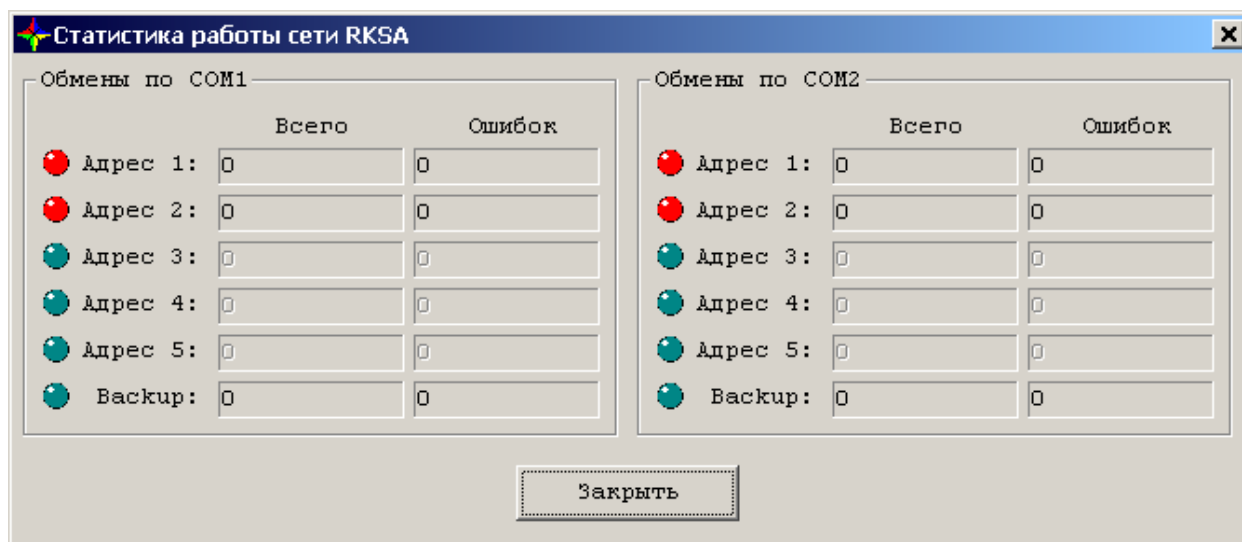 Статистика работы сети RKSA
Обмены по COM1
Всего Ошибок
Адрес 1: 0 0
Адрес 2: 0 0
Адрес 3: 0 0
Адрес 4: 0 0
Адрес 5: 0 0
Backup: 0 0
Обмены по COM2
Всего Ошибок
Адрес 1: 0 0
Адрес 2: 0 0
Адрес 3: 0 0
Адрес 4: 0 0
Адрес 5: 0 0
Backup: 0 0
Закрыть